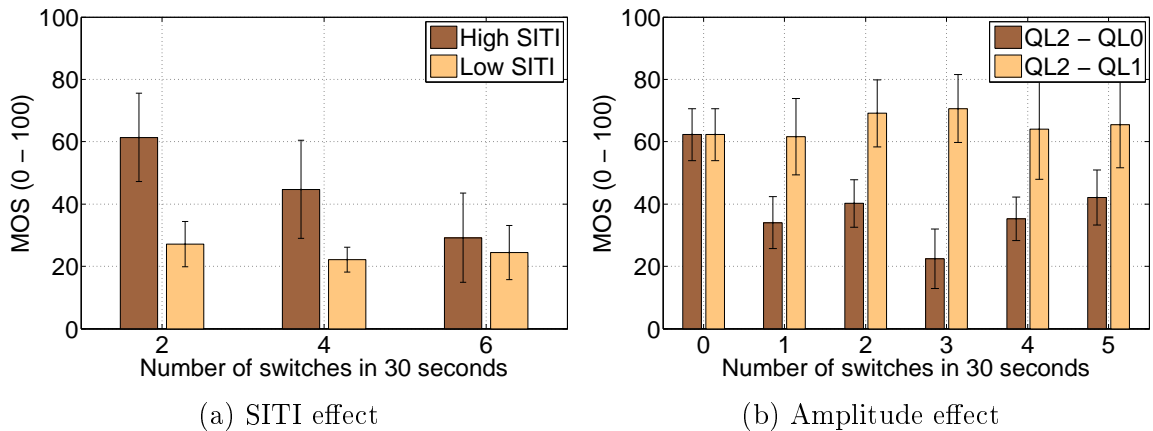 100
80
60
40
20
0
MOS (0 – 100)
High SITI
Low SITI
2 4 6
Number of switches in 30 seconds
(a) SITI effect
100
80
60
40
20
0
MOS (0 – 100)
QL2 – QL0
QL2 – QL1
0 1 2 3 4 5
Number of switches in 30 seconds
(b) Amplitude effect